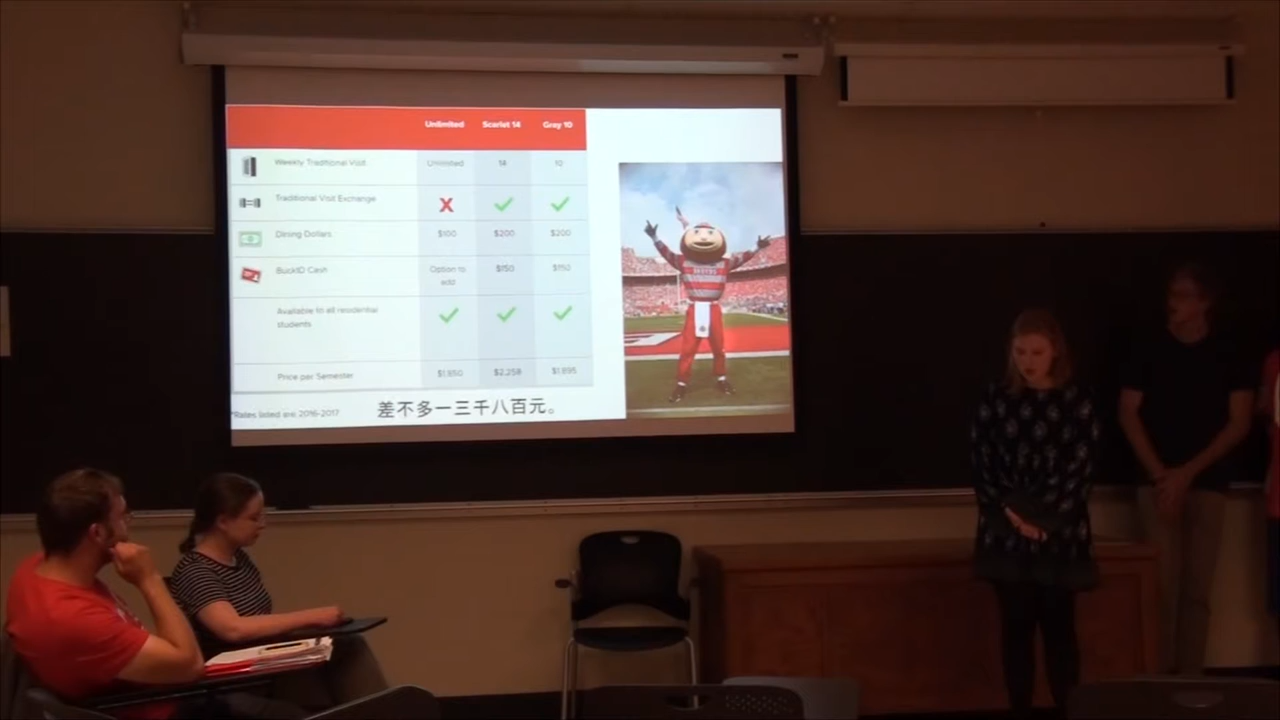 Unlimited Scarlet 14 Gray 10
Weekly Traditional Visit Unlimited 14 10
Traditional Visit Exchange
Dining Dollars $100 $200 $200
BuckID Cash Option to add $150 $150
Available to all residential
students
Price per Semester $1,850 $2,258 $1,895
*Rates listed are 2016-2017
差不多一三千八百元。
BRUTUS